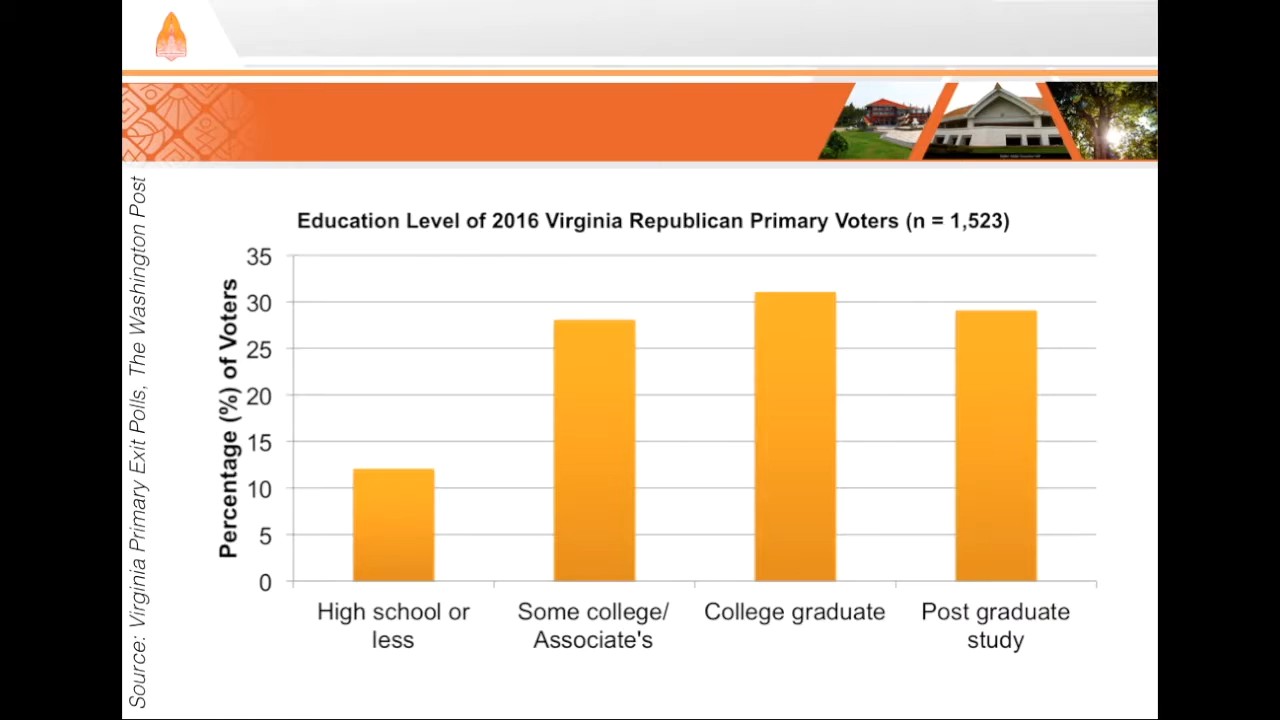 Education Level of 2016 Virginia Republican Primary Voters (n = 1,523)
Percentage (%) of Voters
35
30
25
20
15
10
5
0
High school or
less
Some college/
Associate's
College graduate
Post graduate
study
Source: Virginia Primary Exit Polls, The Washington Post